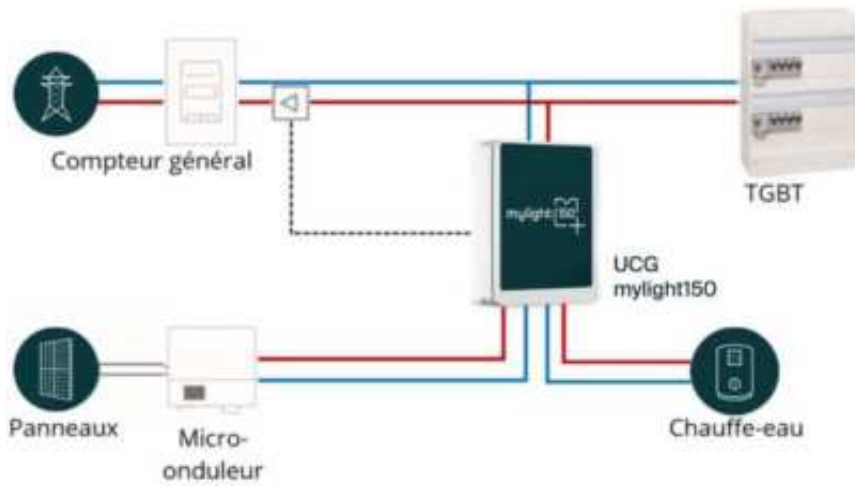 Compteur général
TGBT
mylight150
UCG
mylight150
Panneaux
Micro-
onduleur
Chauffe-eau